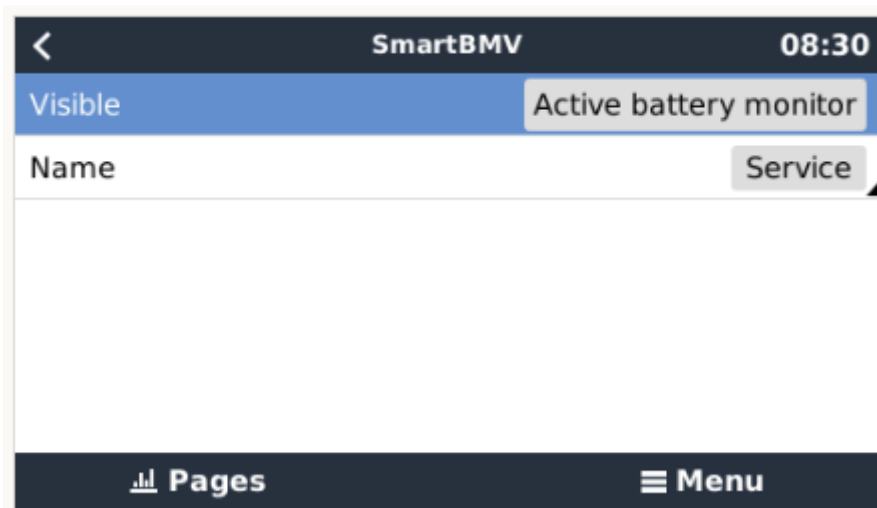 SmartBMV 08:30
Visible Active battery monitor
Name Service
Pages Menu